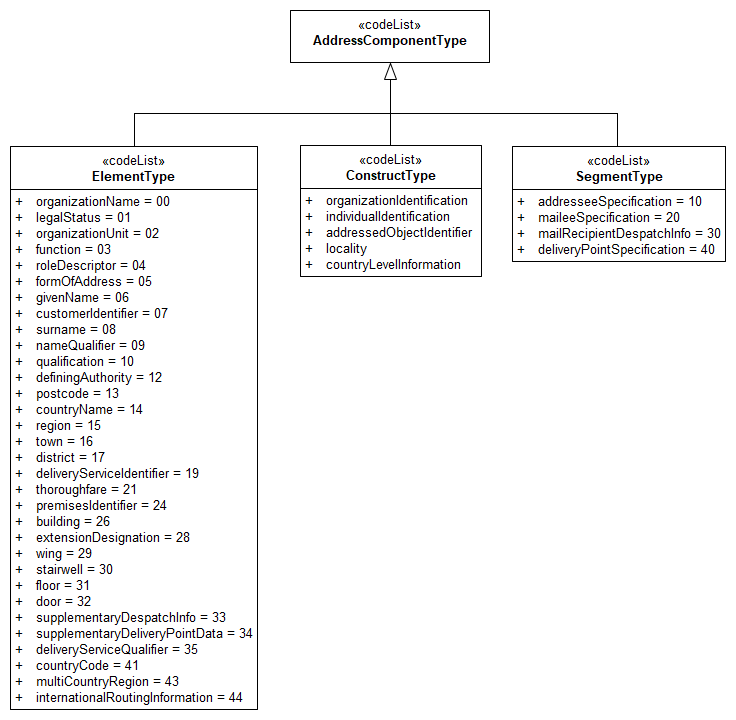 «codeList»
AddressComponentType
«codeList»
ElementType
+ organizationName = 00
+ legalStatus = 01
+ organizationUnit = 02
+ function = 03
+ roleDescriptor = 04
+ formOfAddress = 05
+ givenName = 06
+ customerIdentifier = 07
+ surname = 08
+ nameQualifier = 09
+ qualification = 10
+ definingAuthority = 12
+ postcode = 13
+ countryName = 14
+ region = 15
+ town = 16
+ district = 17
+ deliveryServiceIdentifier = 19
+ thoroughfare = 21
+ premisesIdentifier = 24
+ building = 26
+ extensionDesignation = 28
+ wing = 29
+ stairwell = 30
+ floor = 31
+ door = 32
+ supplementaryDespatchInfo = 33
+ supplementaryDeliveryPointData = 34
+ deliveryServiceQualifier = 35
+ countryCode = 41
+ multiCountryRegion = 43
+ internationalRoutingInformation = 44
«codeList»
ConstructType
+ organizationIdentification
+ individualIdentification
+ addressedObjectIdentifier
+ locality
+ countryLevelInformation
«codeList»
SegmentType
+ addresseeSpecification = 10
+ maileeSpecification = 20
+ mailRecipientDespatchInfo = 30
+ deliveryPointSpecification = 40